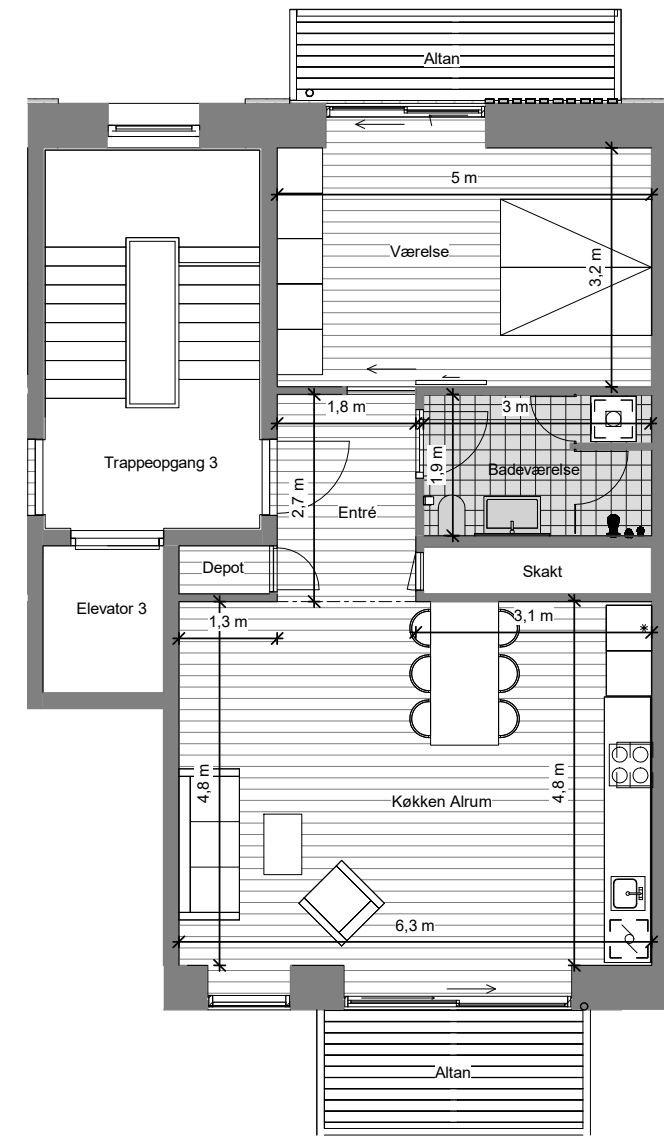 Altan
5 m
Værelse
3,2 m
1,8 m
3 m
Trappeopgang 3
2,7 m
1,9 m
Badeværelse
Entré
Depot
Skakt
Elevator 3
1,3 m
3,1 m
4,8 m
4,8 m
Køkken Alrum
6,3 m
Altan